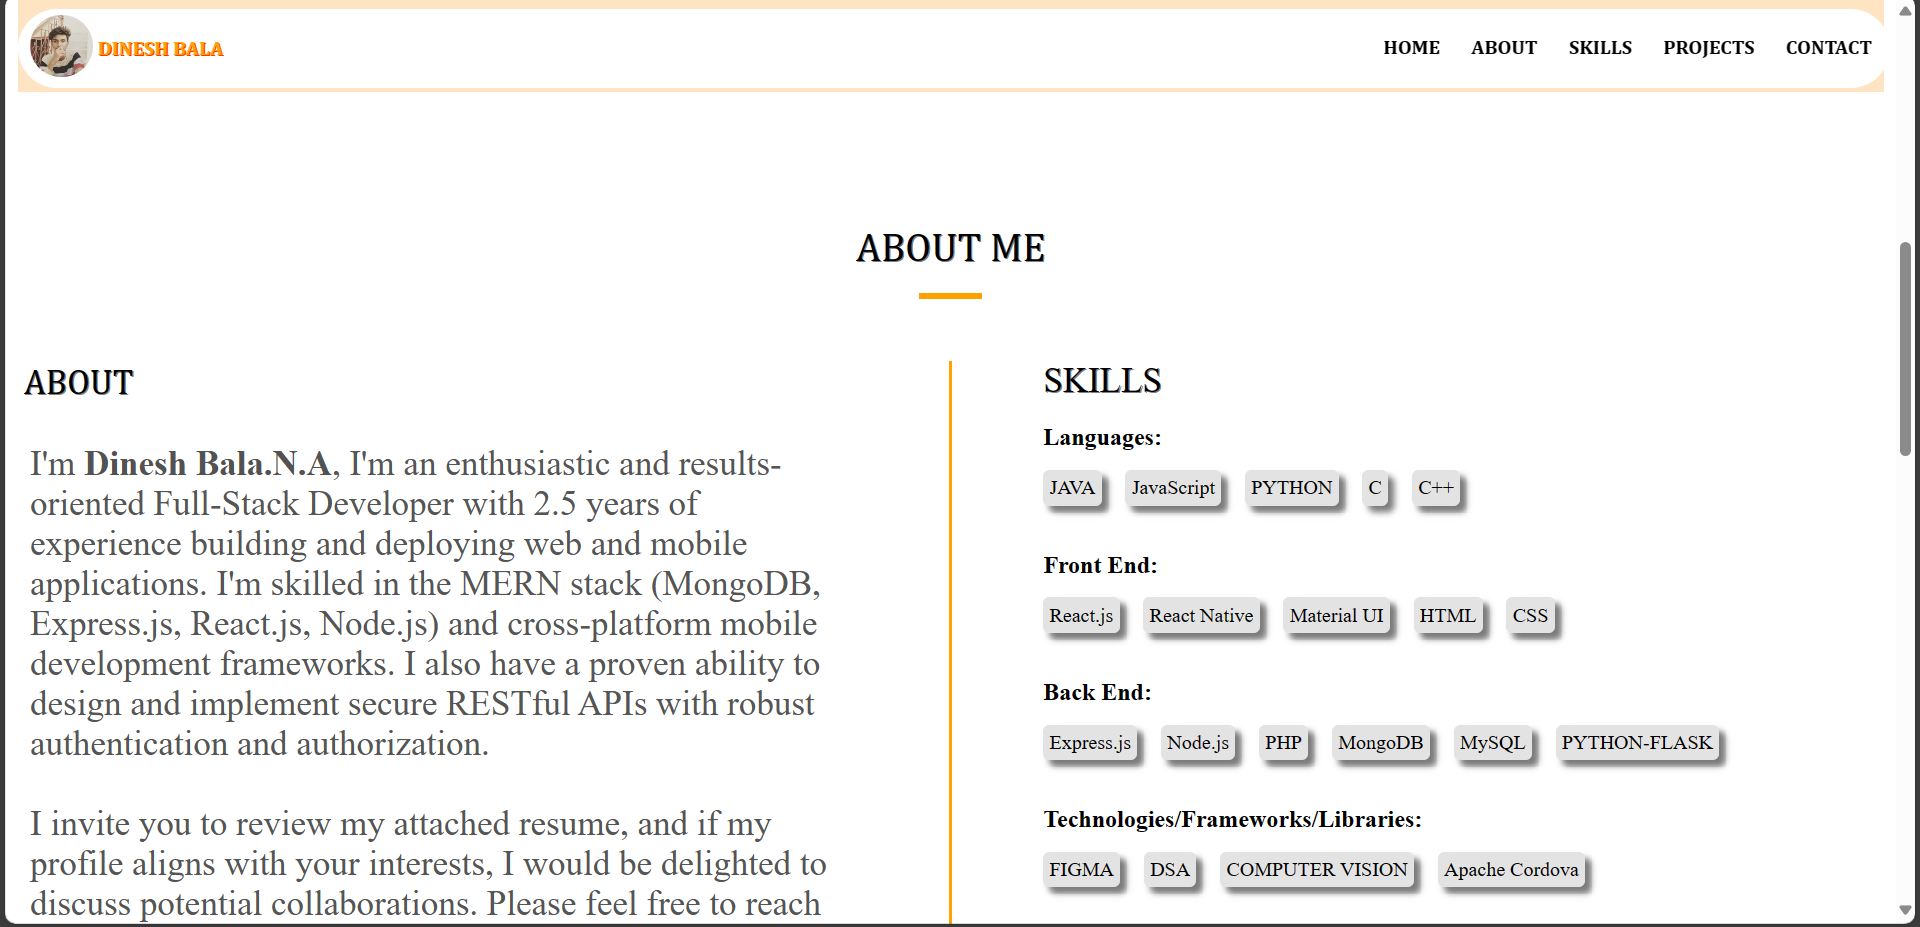 DINESH BALA
HOME ABOUT SKILLS PROJECTS CONTACT
ABOUT ME
ABOUT
I'm Dinesh Bala.N.A, I'm an enthusiastic and results-
oriented Full-Stack Developer with 2.5 years of
experience building and deploying web and mobile
applications. I'm skilled in the MERN stack (MongoDB,
Express.js, React.js, Node.js) and cross-platform mobile
development frameworks. I also have a proven ability to
design and implement secure RESTful APIs with robust
authentication and authorization.
I invite you to review my attached resume, and if my
profile aligns with your interests, I would be delighted to
discuss potential collaborations. Please feel free to reach
SKILLS
Languages:
JAVA JavaScript PYTHON C C++
Front End:
React.js React Native Material UI HTML CSS
Back End:
Express.js Node.js PHP MongoDB MySQL PYTHON-FLASK
Technologies/Frameworks/Libraries:
FIGMA DSA COMPUTER VISION Apache Cordova